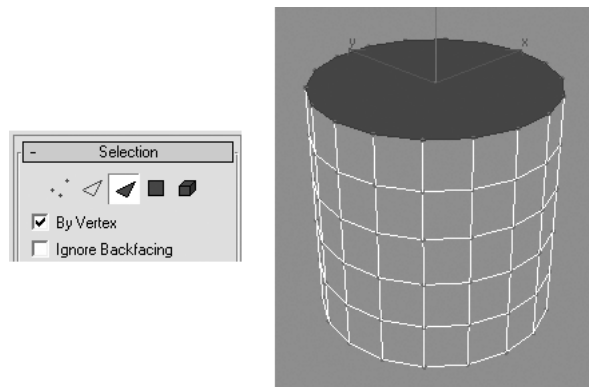 - Selection
By Vertex
Ignore Backfacing
y
x